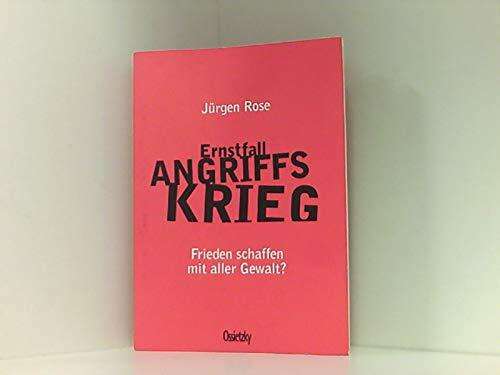 Jürgen Rose
Ernstfall
ANGRIFFS
KRIEG
Frieden schaffen
mit aller Gewalt?
Ossietzky